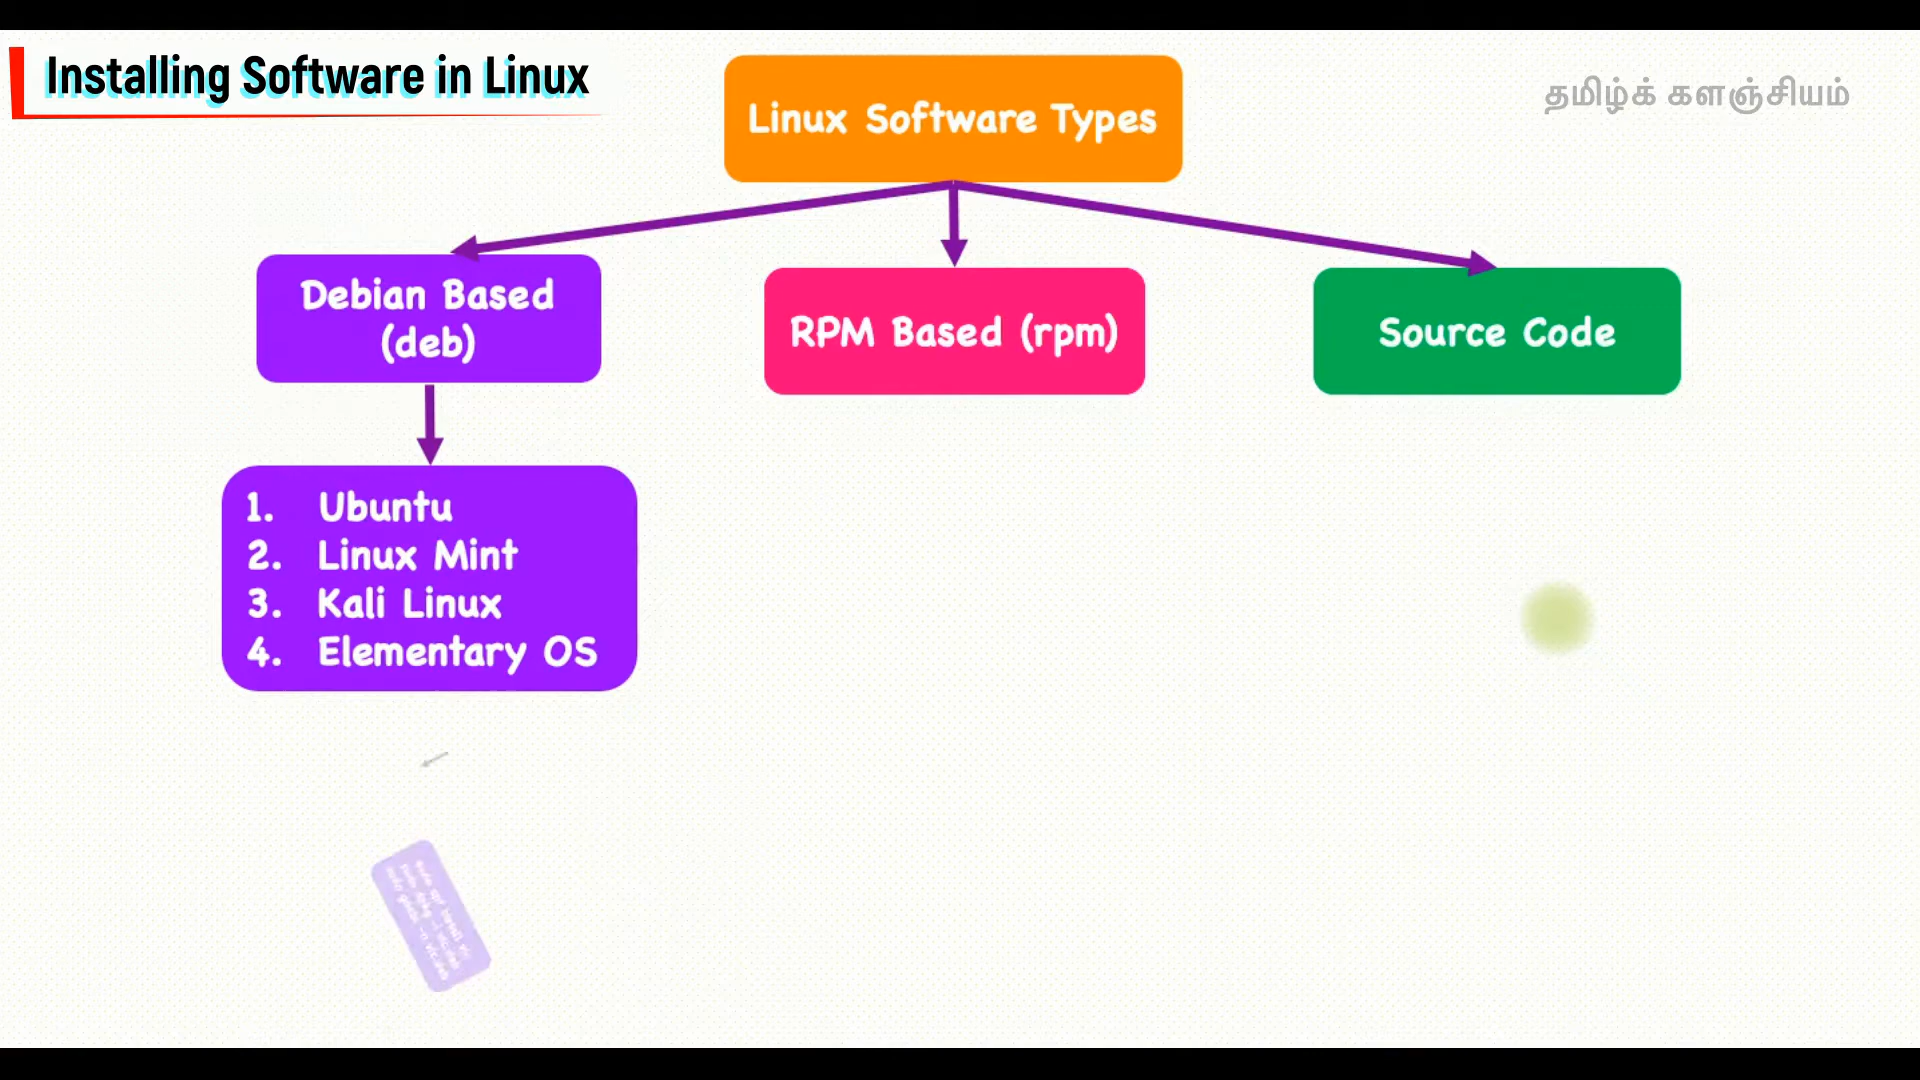 Installing Software in Linux
தமிழ்க் களஞ்சியம்
Linux Software Types
Debian Based
(deb)
RPM Based (rpm)
Source Code
1. Ubuntu
2. Linux Mint
3. Kali Linux
4. Elementary OS